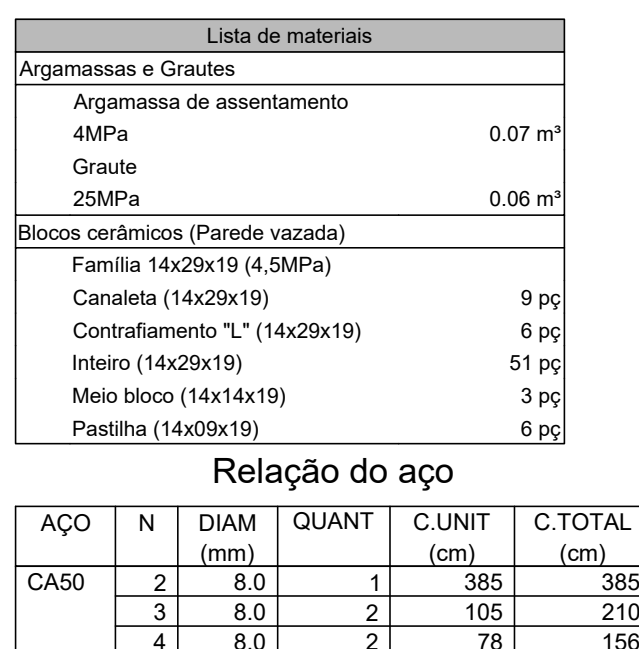 Lista de materiais
Argamassas e Grautes
Argamassa de assentamento
4MPa 0.07 m³
Graute
25MPa 0.06 m³
Blocos cerâmicos (Parede vazada)
Família 14x29x19 (4,5MPa)
Canaleta (14x29x19) 9 pç
Contrafiamento "L" (14x29x19) 6 pç
Inteiro (14x29x19) 51 pç
Meio bloco (14x14x19) 3 pç
Pastilha (14x09x19) 6 pç
Relação do aço
AÇO N DIAM QUANT C.UNIT C.TOTAL
(mm) (cm) (cm)
CA50 2 8.0 1 385 385
3 8.0 2 105 210
4 8.0 2 78 156